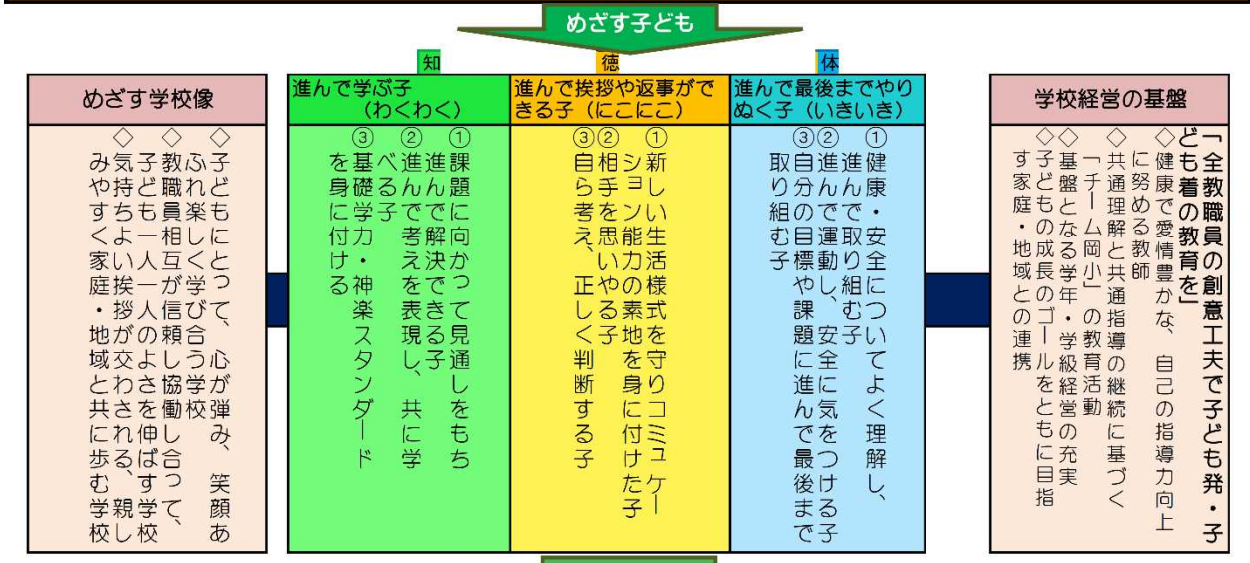 めざす子ども
知
徳
体
めざす学校像
◇子どもにとって、心が弾み、笑顔あ
ふれ楽しく学び合う学校
◇教職員相互が信頼し協働し合って、
子ども一人一人のよさを伸ばす学校
◇気持ちよい挨拶が交わされる、親し
みやすく家庭・地域と共に歩む学校
進んで学ぶ子
（わくわく）
①課題に向かって見通しをもち
進んで解決できる子
②進んで考えを表現し、共に学
べる子
③基礎学力・神楽スタンダード
を身に付ける
進んで挨拶や返事がで
きる子（にこにこ）
①新しい生活様式を守りコミュニケー
ション能力の素地を身に付けた子
②相手を思いやる子
③自ら考え、正しく判断する子
進んで最後までやり
ぬく子（いきいき）
①健康・安全についてよく理解し、
進んで取り組む子
②進んで運動し、安全に気をつける子
③自分の目標や課題に進んで最後まで
取り組む子
学校経営の基盤
「全教職員の創意工夫で子ども発・子
ども着の教育を」
◇健康で愛情豊かな、自己の指導力向上
に努める教師
◇共通理解と共通指導の継続に基づく
「チーム岡小」の教育活動
◇基盤となる学年・学級経営の充実
◇子どもの成長のゴールをともに目指
す家庭・地域との連携